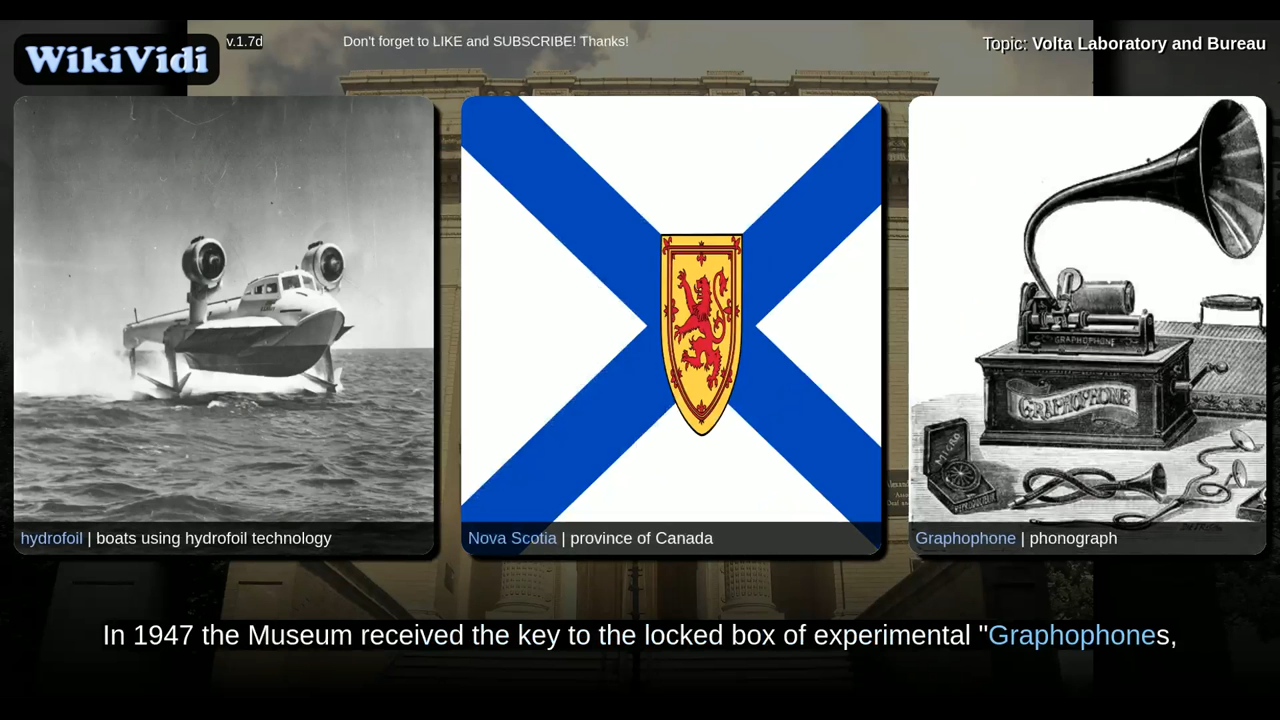 WikiVidi
v.1.7d
Don't forget to LIKE and SUBSCRIBE! Thanks!
Topic: Volta Laboratory and Bureau
GRAPHOPHONE
GRAPHOPHONE
MICRO
hydrofoil | boats using hydrofoil technology
Nova Scotia | province of Canada
Graphophone | phonograph
In 1947 the Museum received the key to the locked box of experimental "Graphophones,